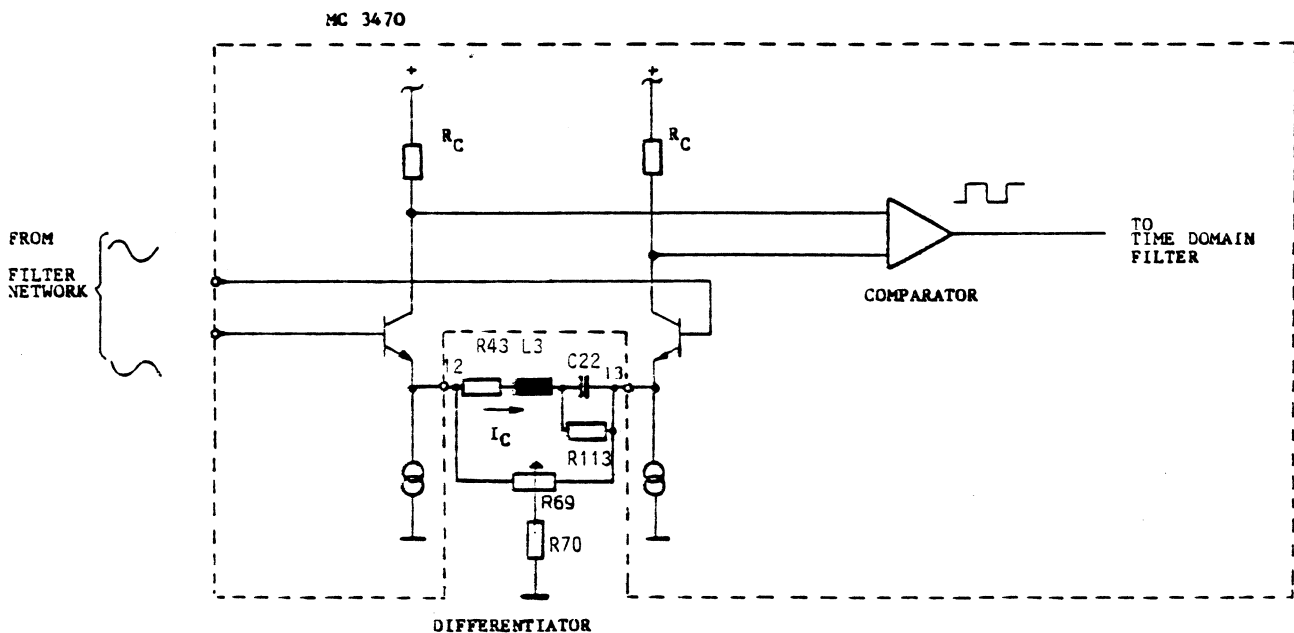 MC 3470
+
+
R_C
R_C
FROM
FILTER
NETWORK
TO
TIME DOMAIN
FILTER
COMPARATOR
R43 L3
C22
12
13
I_C
R113
R69
R70
DIFFERENTIATOR